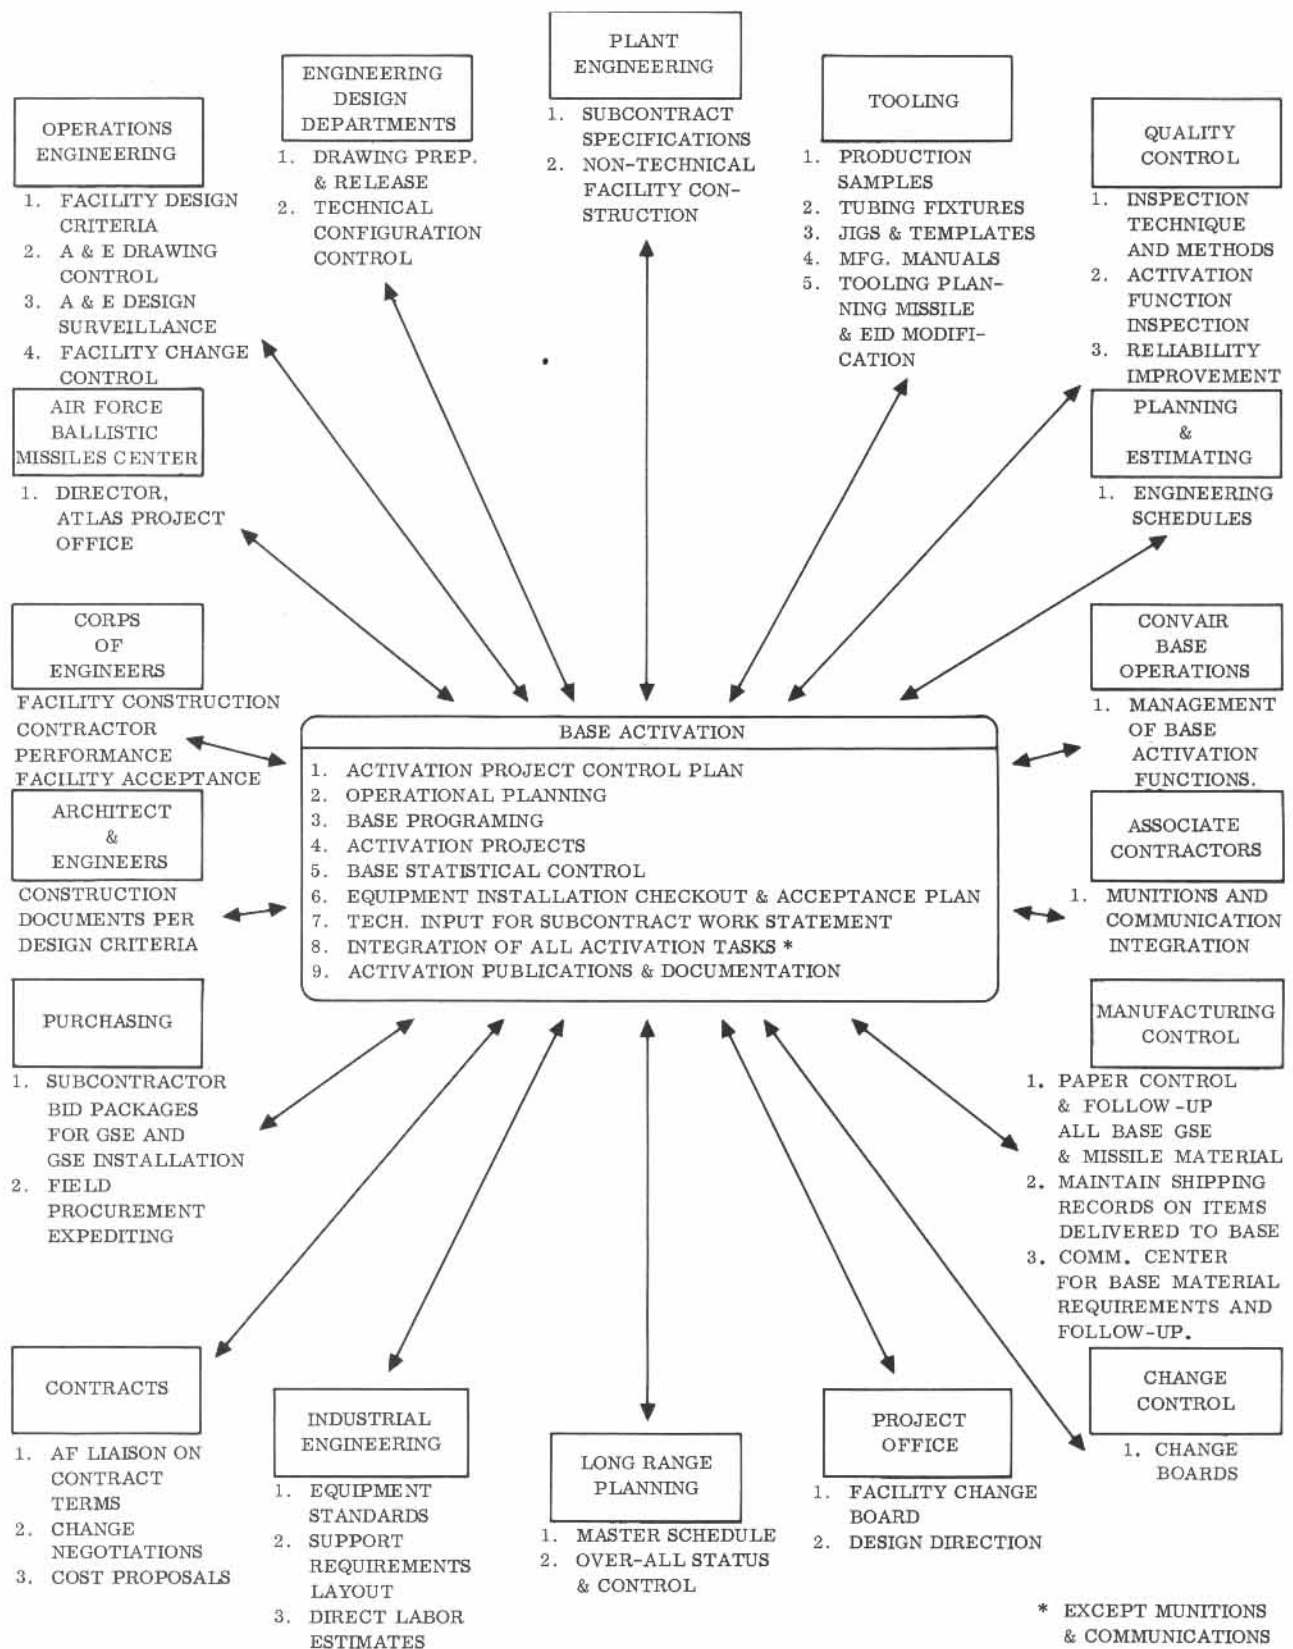 PLANT
ENGINEERING
1. SUBCONTRACT
SPECIFICATIONS
2. NON-TECHNICAL
FACILITY CON-
STRUCTION
ENGINEERING
DESIGN
DEPARTMENTS
1. DRAWING PREP.
& RELEASE
2. TECHNICAL
CONFIGURATION
CONTROL
TOOLING
1. PRODUCTION
SAMPLES
2. TUBING FIXTURES
3. JIGS & TEMPLATES
4. MFG. MANUALS
5. TOOLING PLAN-
NING MISSILE
& EID MODIFI-
CATION
OPERATIONS
ENGINEERING
1. FACILITY DESIGN
CRITERIA
2. A & E DRAWING
CONTROL
3. A & E DESIGN
SURVEILLANCE
4. FACILITY CHANGE
CONTROL
QUALITY
CONTROL
1. INSPECTION
TECHNIQUE
AND METHODS
2. ACTIVATION
FUNCTION
INSPECTION
3. RELIABILITY
IMPROVEMENT
AIR FORCE
BALLISTIC
MISSILES CENTER
1. DIRECTOR,
ATLAS PROJECT
OFFICE
PLANNING
&
ESTIMATING
1. ENGINEERING
SCHEDULES
CORPS
OF
ENGINEERS
FACILITY CONSTRUCTION
CONTRACTOR
PERFORMANCE
FACILITY ACCEPTANCE
CONVAIR
BASE
OPERATIONS
1. MANAGEMENT
OF BASE
ACTIVATION
FUNCTIONS.
BASE ACTIVATION
1. ACTIVATION PROJECT CONTROL PLAN
2. OPERATIONAL PLANNING
3. BASE PROGRAMING
4. ACTIVATION PROJECTS
5. BASE STATISTICAL CONTROL
6. EQUIPMENT INSTALLATION CHECKOUT & ACCEPTANCE PLAN
7. TECH. INPUT FOR SUBCONTRACT WORK STATEMENT
8. INTEGRATION OF ALL ACTIVATION TASKS *
9. ACTIVATION PUBLICATIONS & DOCUMENTATION
ARCHITECT
&
ENGINEERS
CONSTRUCTION
DOCUMENTS PER
DESIGN CRITERIA
ASSOCIATE
CONTRACTORS
1. MUNITIONS AND
COMMUNICATION
INTEGRATION
PURCHASING
1. SUBCONTRACTOR
BID PACKAGES
FOR GSE AND
GSE INSTALLATION
2. FIELD
PROCUREMENT
EXPEDITING
MANUFACTURING
CONTROL
1. PAPER CONTROL
& FOLLOW-UP
ALL BASE GSE
& MISSILE MATERIAL
2. MAINTAIN SHIPPING
RECORDS ON ITEMS
DELIVERED TO BASE
3. COMM. CENTER
FOR BASE MATERIAL
REQUIREMENTS AND
FOLLOW-UP.
CONTRACTS
1. AF LIAISON ON
CONTRACT
TERMS
2. CHANGE
NEGOTIATIONS
3. COST PROPOSALS
INDUSTRIAL
ENGINEERING
1. EQUIPMENT
STANDARDS
2. SUPPORT
REQUIREMENTS
LAYOUT
3. DIRECT LABOR
ESTIMATES
LONG RANGE
PLANNING
1. MASTER SCHEDULE
2. OVER-ALL STATUS
& CONTROL
PROJECT
OFFICE
1. FACILITY CHANGE
BOARD
2. DESIGN DIRECTION
CHANGE
CONTROL
1. CHANGE
BOARDS
* EXCEPT MUNITIONS
& COMMUNICATIONS